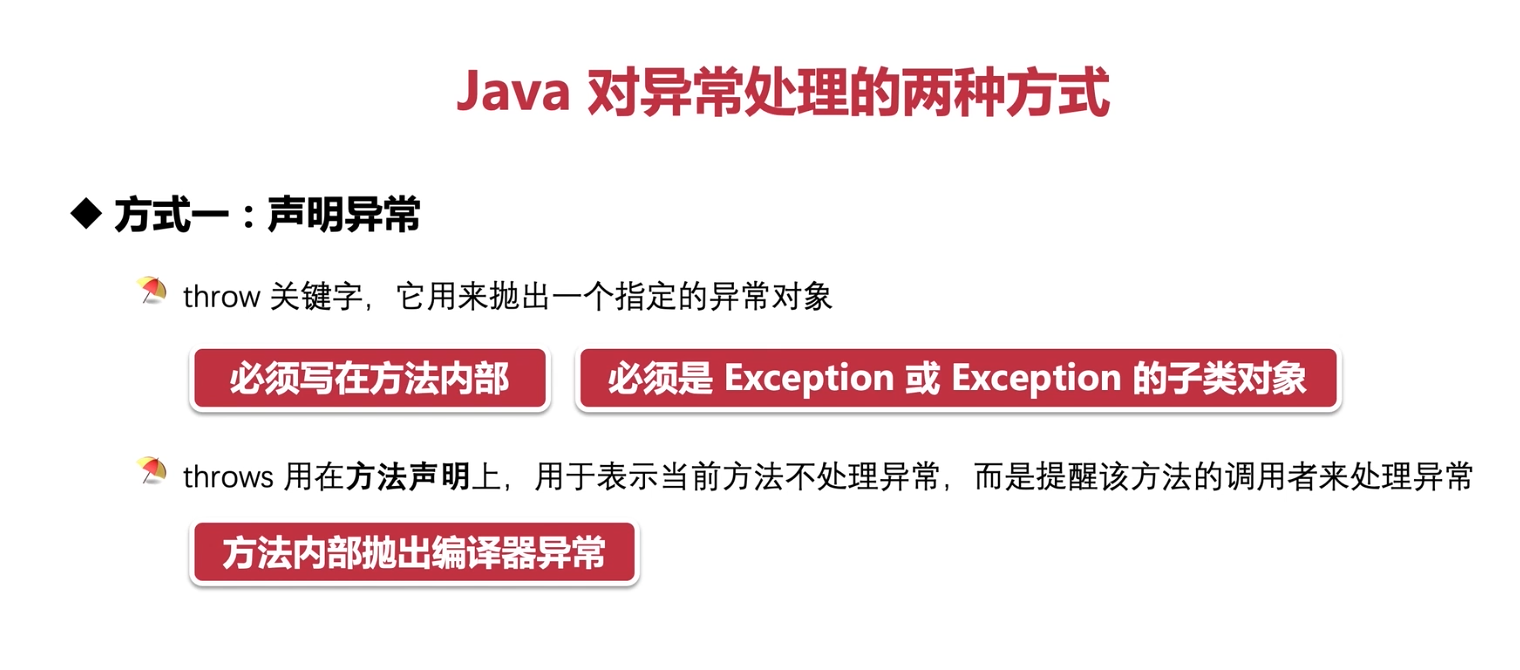 Java 对异常处理的两种方式
◆ 方式一：声明异常
throw 关键字，它用来抛出一个指定的异常对象
必须写在方法内部 必须是 Exception 或 Exception 的子类对象
throws 用在方法声明上，用于表示当前方法不处理异常，而是提醒该方法的调用者来处理异常
方法内部抛出编译器异常